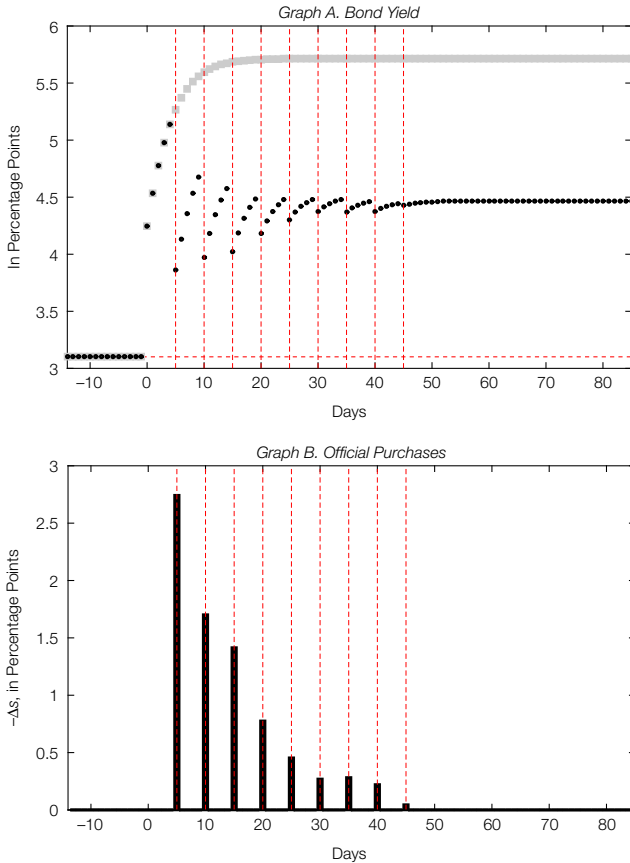 Graph A. Bond Yield
In Percentage Points
6
5.5
5
4.5
4
3.5
3
−10 0 10 20 30 40 50 60 70 80
Days
Graph B. Official Purchases
−Δs, in Percentage Points
3
2.5
2
1.5
1
0.5
0
−10 0 10 20 30 40 50 60 70 80
Days